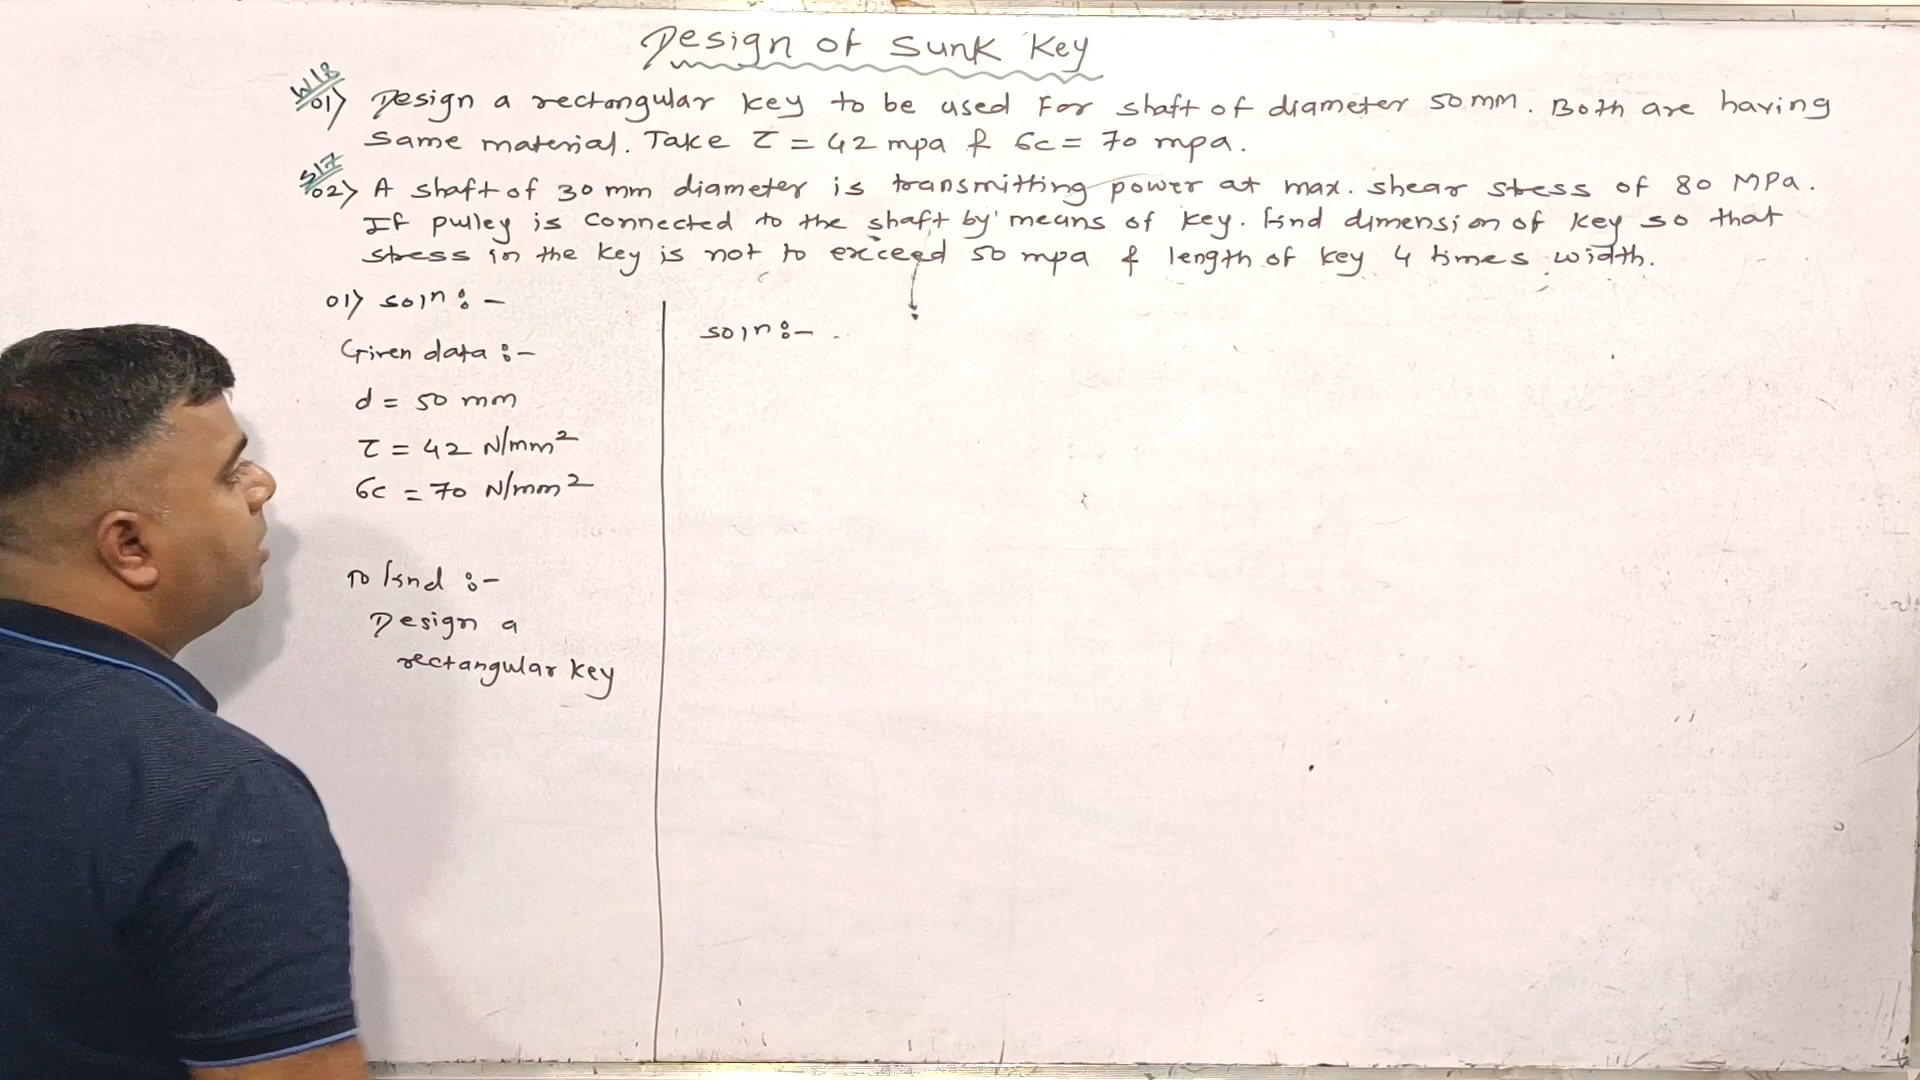 Design of Sunk Key
W18
01) Design a rectangular key to be used For shaft of diameter 50 mm. Both are having
same material. Take τ = 42 mpa & 6c = 70 mpa.
S17
02) A shaft of 30 mm diameter is transmitting power at max. shear stress of 80 MPa.
If pulley is connected to the shaft by means of key. find dimension of key so that
stress in the key is not to exceed 50 mpa & length of key 4 times width.
01) soln :-
Given data :-
d = 50 mm
τ = 42 N/mm²
6c = 70 N/mm²
To find :-
Design a
rectangular key
soln :-